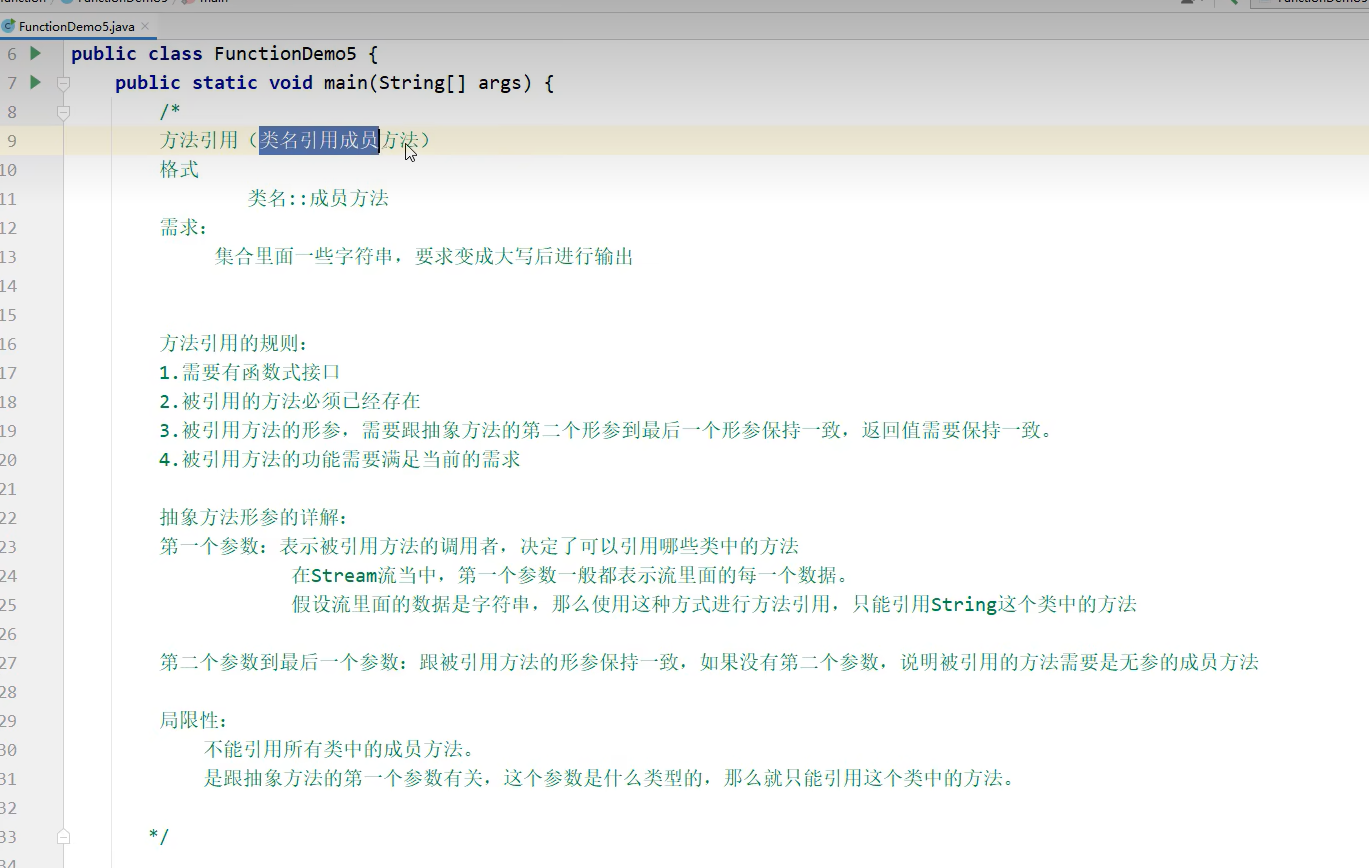 FunctionDemo5.java
6 public class FunctionDemo5 {
7 public static void main(String[] args) {
8 /*
9 方法引用（类名引用成员方法）
10 格式
11 类名::成员方法
12 需求:
13 集合里面一些字符串，要求变成大写后进行输出
14
15
16 方法引用的规则:
17 1.需要有函数式接口
18 2.被引用的方法必须已经存在
19 3.被引用方法的形参，需要跟抽象方法的第二个形参到最后一个形参保持一致，返回值需要保持一致。
20 4.被引用方法的功能需要满足当前的需求
21
22 抽象方法形参的详解:
23 第一个参数: 表示被引用方法的调用者，决定了可以引用哪些类中的方法
24 在Stream流当中，第一个参数一般都表示流里面的每一个数据。
25 假设流里面的数据是字符串，那么使用这种方式进行方法引用，只能引用String这个类中的方法
26
27 第二个参数到最后一个参数: 跟被引用方法的形参保持一致，如果没有第二个参数，说明被引用的方法需要是无参的成员方法
28
29 局限性:
30 不能引用所有类中的成员方法。
31 是跟抽象方法的第一个参数有关，这个参数是什么类型的，那么就只能引用这个类中的方法。
32
33 */
34